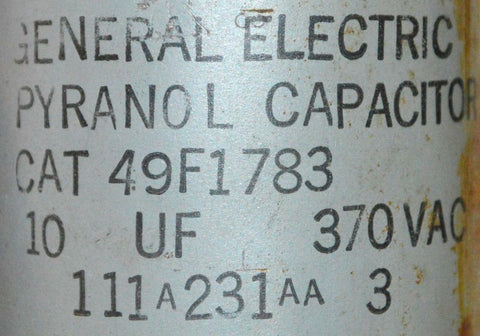 GENERAL ELECTRIC
PYRANOL CAPACITOR
CAT 49F1783
10 UF 370 VAC
111A231AA 3